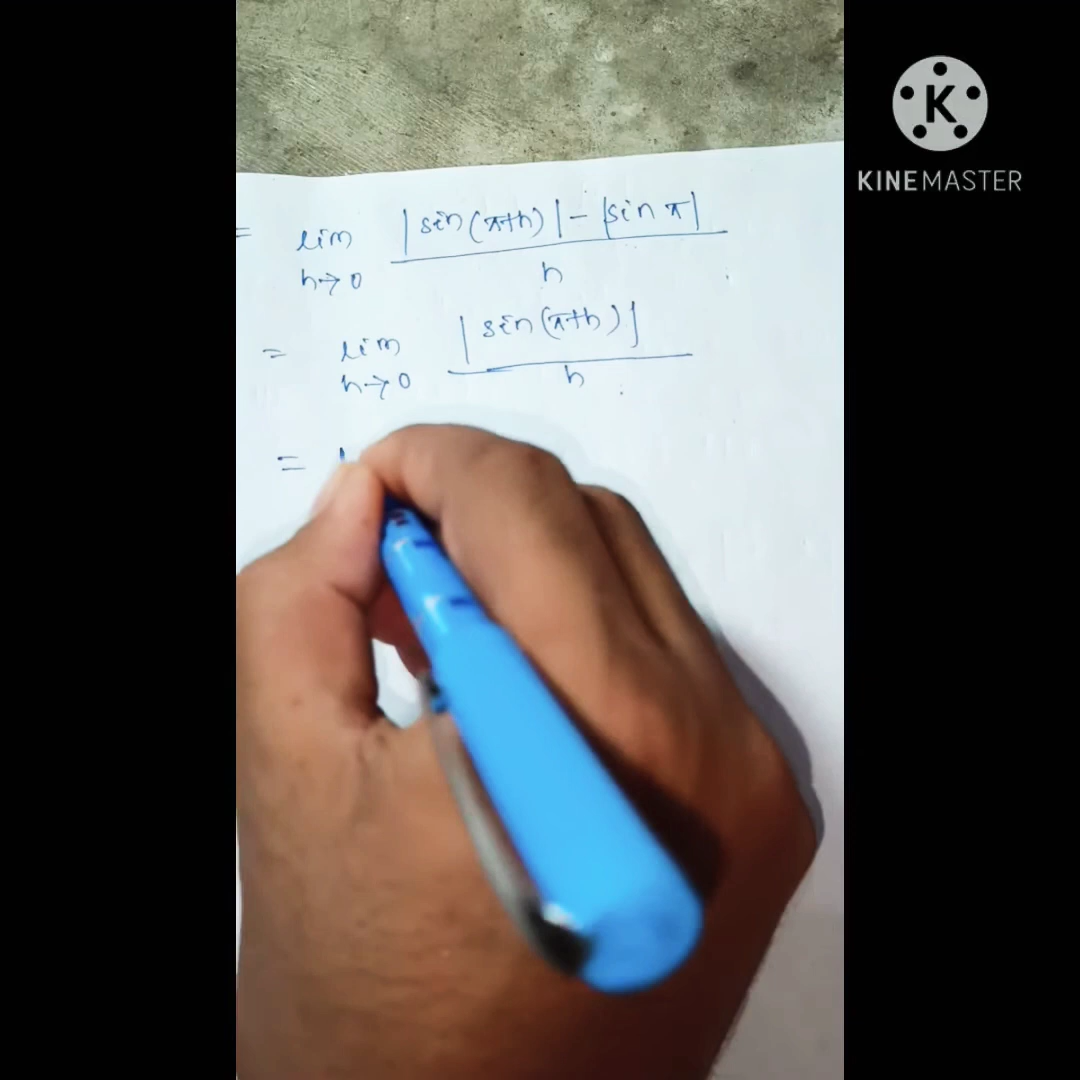 = lim |sin(π+h)| - |sin π|
h→0 h
= lim |sin(π+h)|
h→0 h
=
K
KINEMASTER